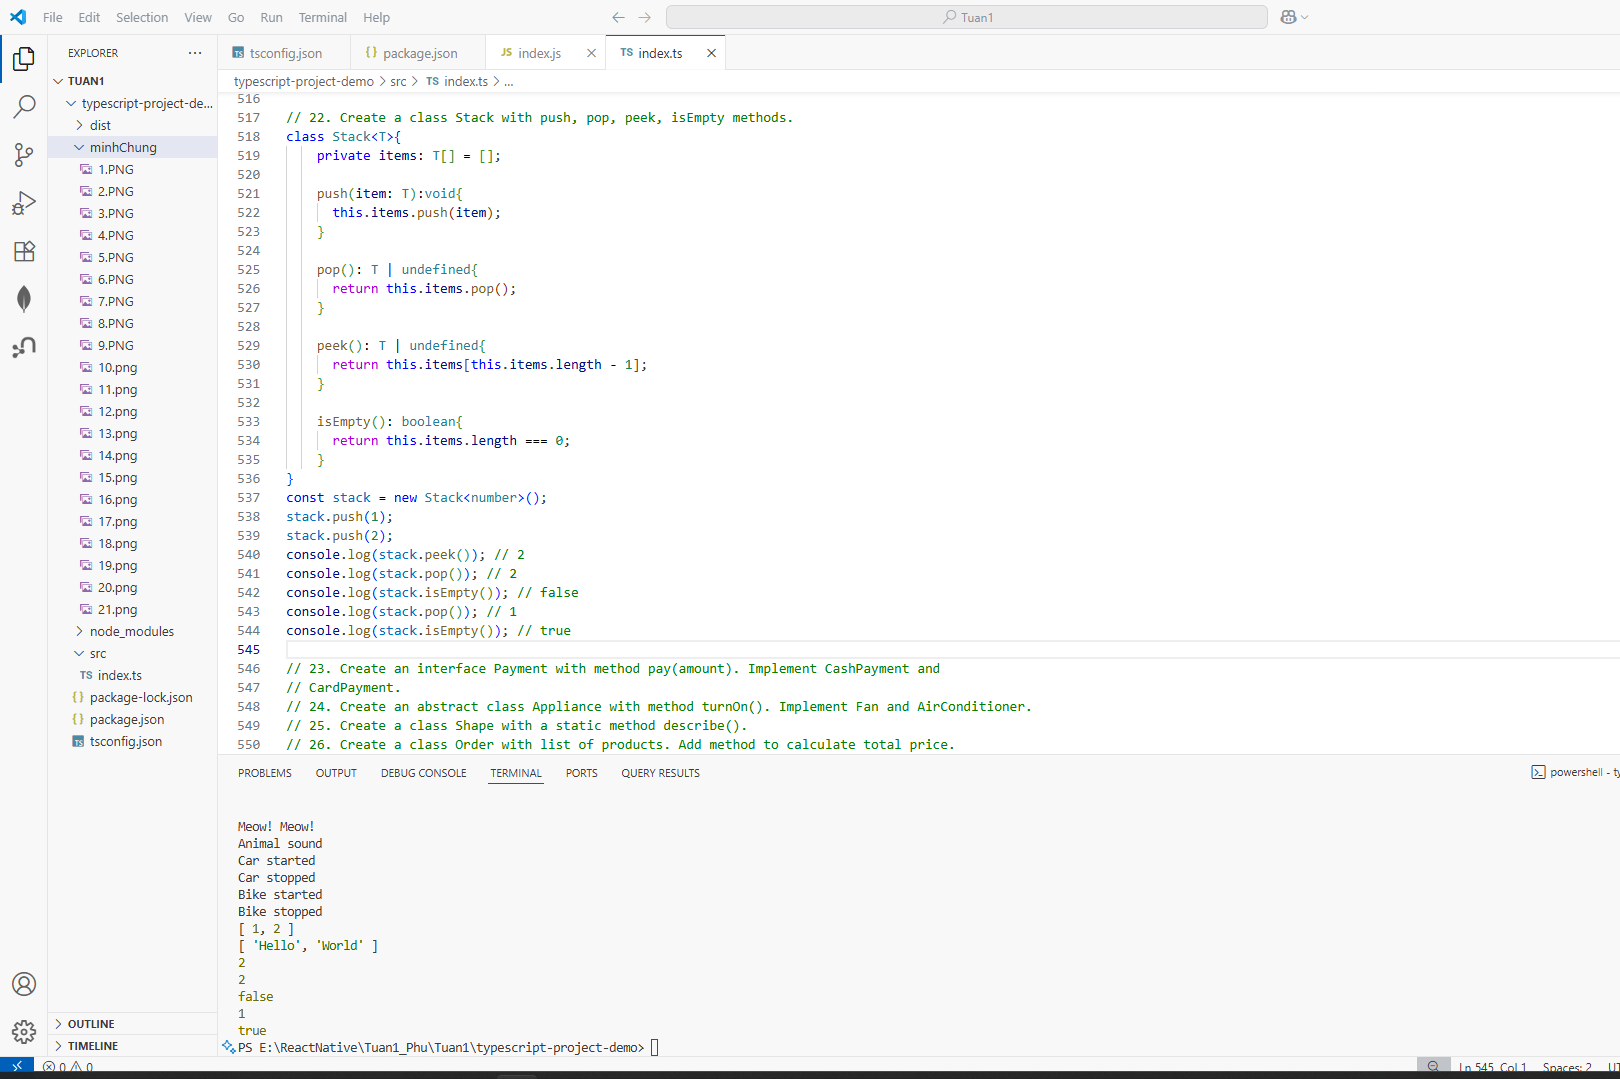 File Edit Selection View Go Run Terminal Help
Tuan1
EXPLORER
TUAN1
typescript-project-de...
dist
minhChung
1.PNG
2.PNG
3.PNG
4.PNG
5.PNG
6.PNG
7.PNG
8.PNG
9.PNG
10.png
11.png
12.png
13.png
14.png
15.png
16.png
17.png
18.png
19.png
20.png
21.png
node_modules
src
TS index.ts
{} package-lock.json
{} package.json
TS tsconfig.json
OUTLINE
TIMELINE
TS tsconfig.json {} package.json JS index.js TS index.ts
typescript-project-demo > src > TS index.ts > ...
516
517 // 22. Create a class Stack with push, pop, peek, isEmpty methods.
518 class Stack<T>{
519 private items: T[] = [];
520
521 push(item: T):void{
522 this.items.push(item);
523 }
524
525 pop(): T | undefined{
526 return this.items.pop();
527 }
528
529 peek(): T | undefined{
530 return this.items[this.items.length - 1];
531 }
532
533 isEmpty(): boolean{
534 return this.items.length === 0;
535 }
536 }
537 const stack = new Stack<number>();
538 stack.push(1);
539 stack.push(2);
540 console.log(stack.peek()); // 2
541 console.log(stack.pop()); // 2
542 console.log(stack.isEmpty()); // false
543 console.log(stack.pop()); // 1
544 console.log(stack.isEmpty()); // true
545
546 // 23. Create an interface Payment with method pay(amount). Implement CashPayment and
547 // CardPayment.
548 // 24. Create an abstract class Appliance with method turnOn(). Implement Fan and AirConditioner.
549 // 25. Create a class Shape with a static method describe().
550 // 26. Create a class Order with list of products. Add method to calculate total price.
PROBLEMS OUTPUT DEBUG CONSOLE TERMINAL PORTS QUERY RESULTS
powershell - ty
Meow! Meow!
Animal sound
Car started
Car stopped
Bike started
Bike stopped
[ 1, 2 ]
[ 'Hello', 'World' ]
2
2
false
1
true
PS E:\ReactNative\Tuan1_Phu\Tuan1\typescript-project-demo>
0 0
Ln 545, Col 1 Spaces: 2